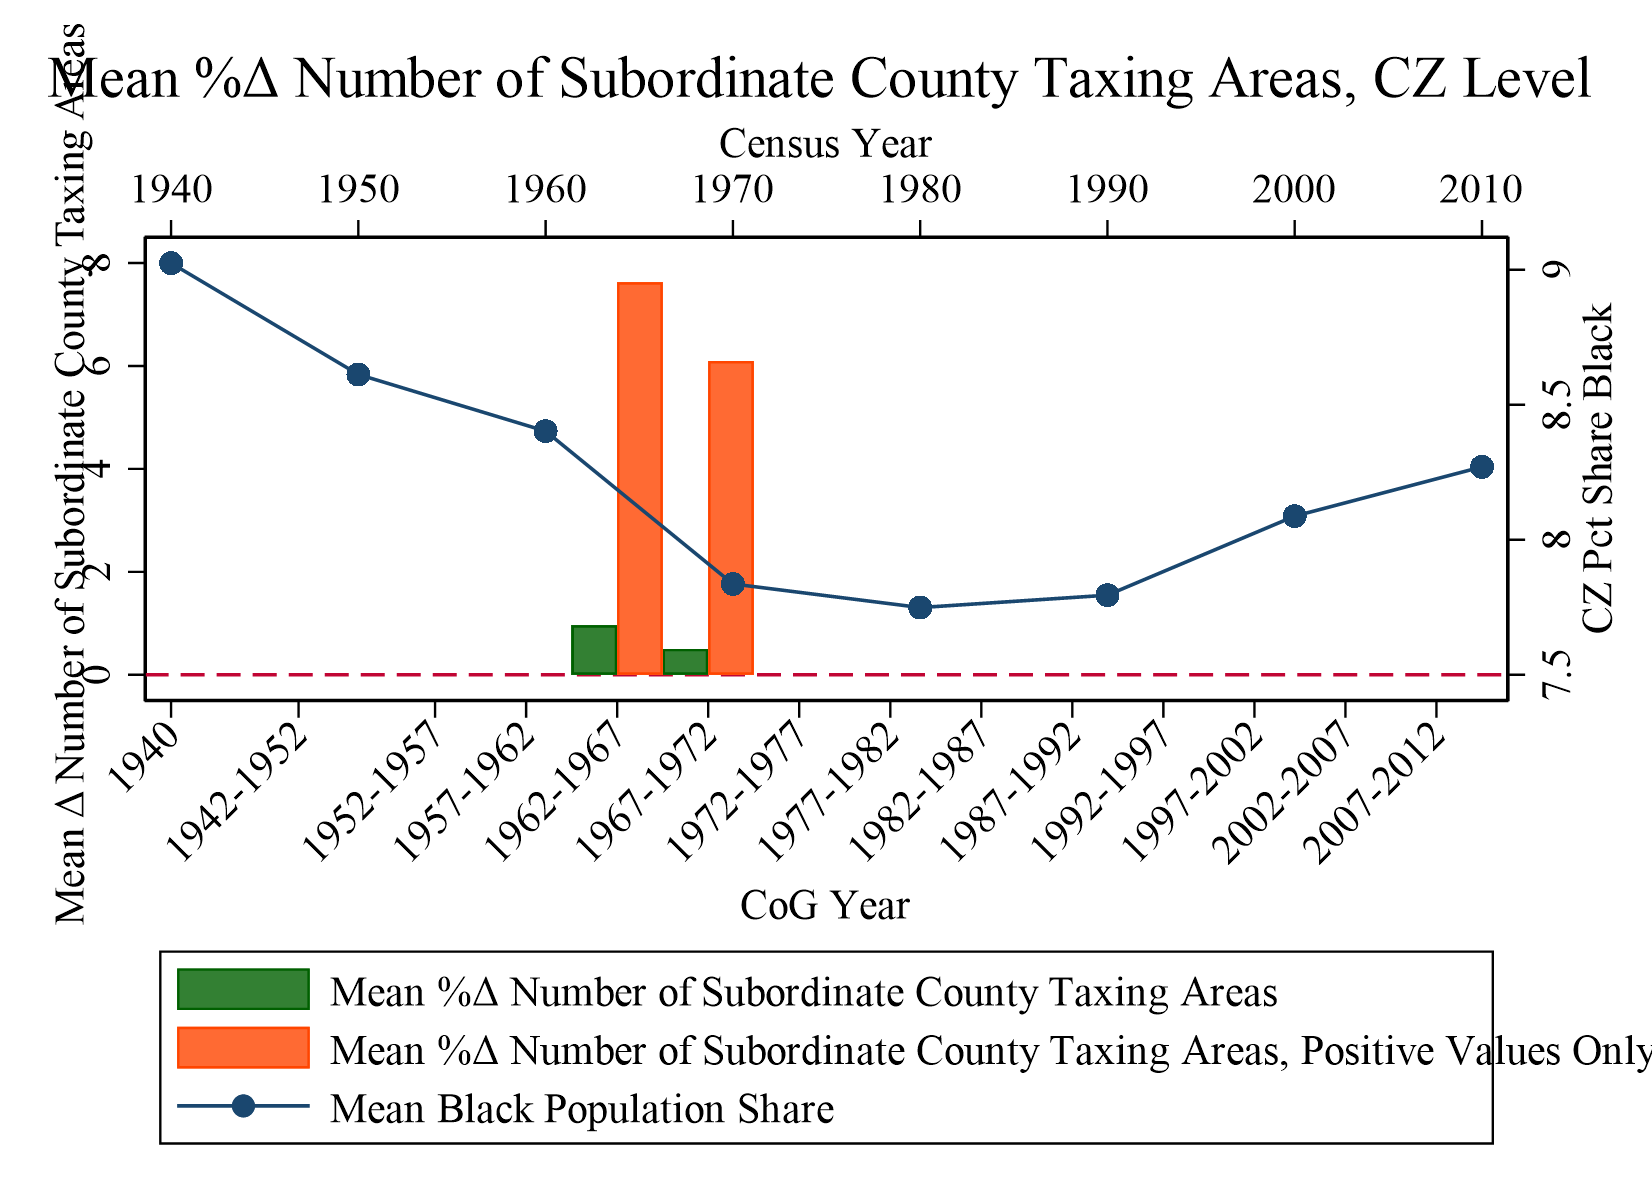 Mean %Δ Number of Subordinate County Taxing Areas, CZ Level
Census Year
1940 1950 1960 1970 1980 1990 2000 2010
Mean Δ Number of Subordinate County Taxing Areas
8
6
4
2
0
9
8.5
8
7.5
CZ Pct Share Black
1940 1942-1952 1952-1957 1957-1962 1962-1967 1967-1972 1972-1977 1977-1982 1982-1987 1987-1992 1992-1997 1997-2002 2002-2007 2007-2012
CoG Year
Mean %Δ Number of Subordinate County Taxing Areas
Mean %Δ Number of Subordinate County Taxing Areas, Positive Values Only
Mean Black Population Share